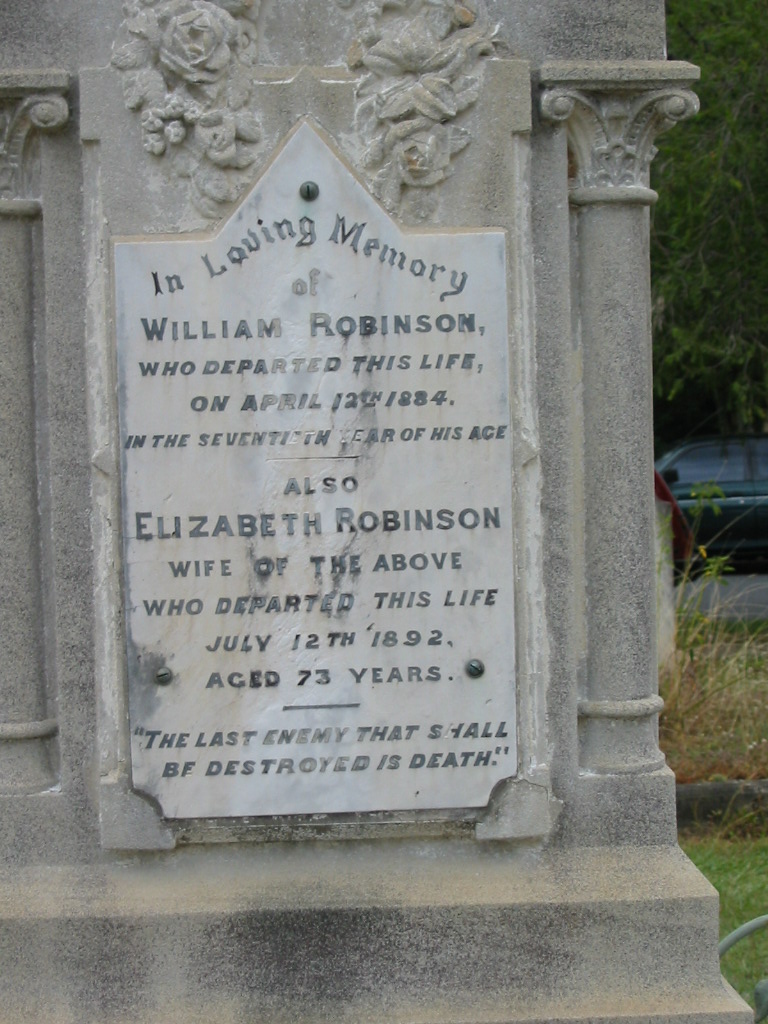 In Loving Memory
of
WILLIAM ROBINSON,
WHO DEPARTED THIS LIFE,
ON APRIL 12TH 1884.
IN THE SEVENTIETH YEAR OF HIS AGE
ALSO
ELIZABETH ROBINSON
WIFE OF THE ABOVE
WHO DEPARTED THIS LIFE
JULY 12TH 1892,
AGED 73 YEARS.
"THE LAST ENEMY THAT SHALL
BE DESTROYED IS DEATH."